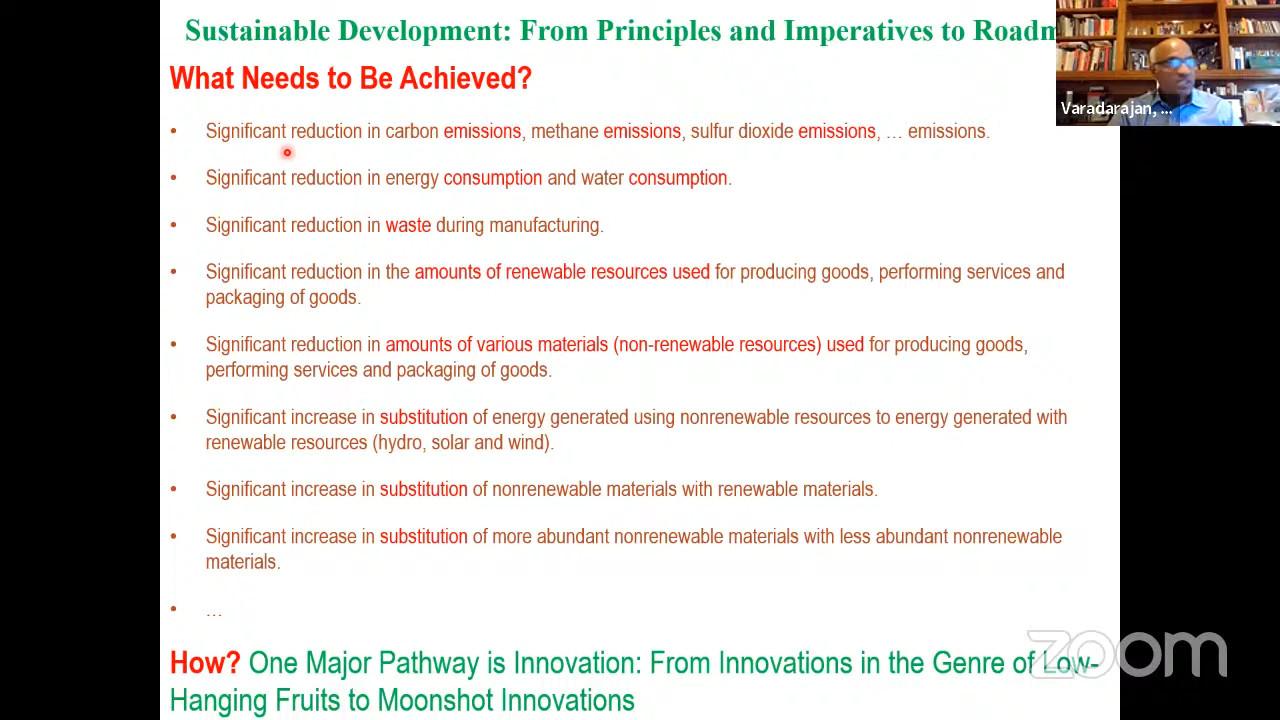 Sustainable Development: From Principles and Imperatives to Roadm
What Needs to Be Achieved?
• Significant reduction in carbon emissions, methane emissions, sulfur dioxide emissions, … emissions.
• Significant reduction in energy consumption and water consumption.
• Significant reduction in waste during manufacturing.
• Significant reduction in the amounts of renewable resources used for producing goods, performing services and
packaging of goods.
• Significant reduction in amounts of various materials (non-renewable resources) used for producing goods,
performing services and packaging of goods.
• Significant increase in substitution of energy generated using nonrenewable resources to energy generated with
renewable resources (hydro, solar and wind).
• Significant increase in substitution of nonrenewable materials with renewable materials.
• Significant increase in substitution of more abundant nonrenewable materials with less abundant nonrenewable
materials.
• …
How? One Major Pathway is Innovation: From Innovations in the Genre of Low-
Hanging Fruits to Moonshot Innovations
Varadarajan, ...
zoom